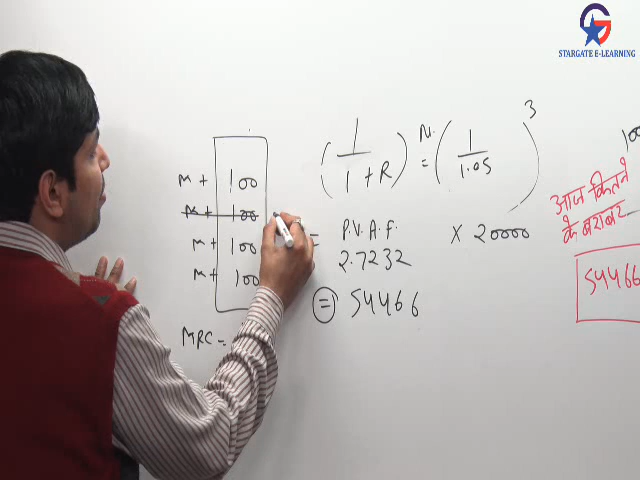 STARGATE E-LEARNING
(1/(1+R))^N = (1/1.05)^3
M + 100
M + 100
M + 100
M + 100
MRC =
= P.V.A.F.
2.7232 × 20000
= 54466
100
आज कितने
के बराबर
54466